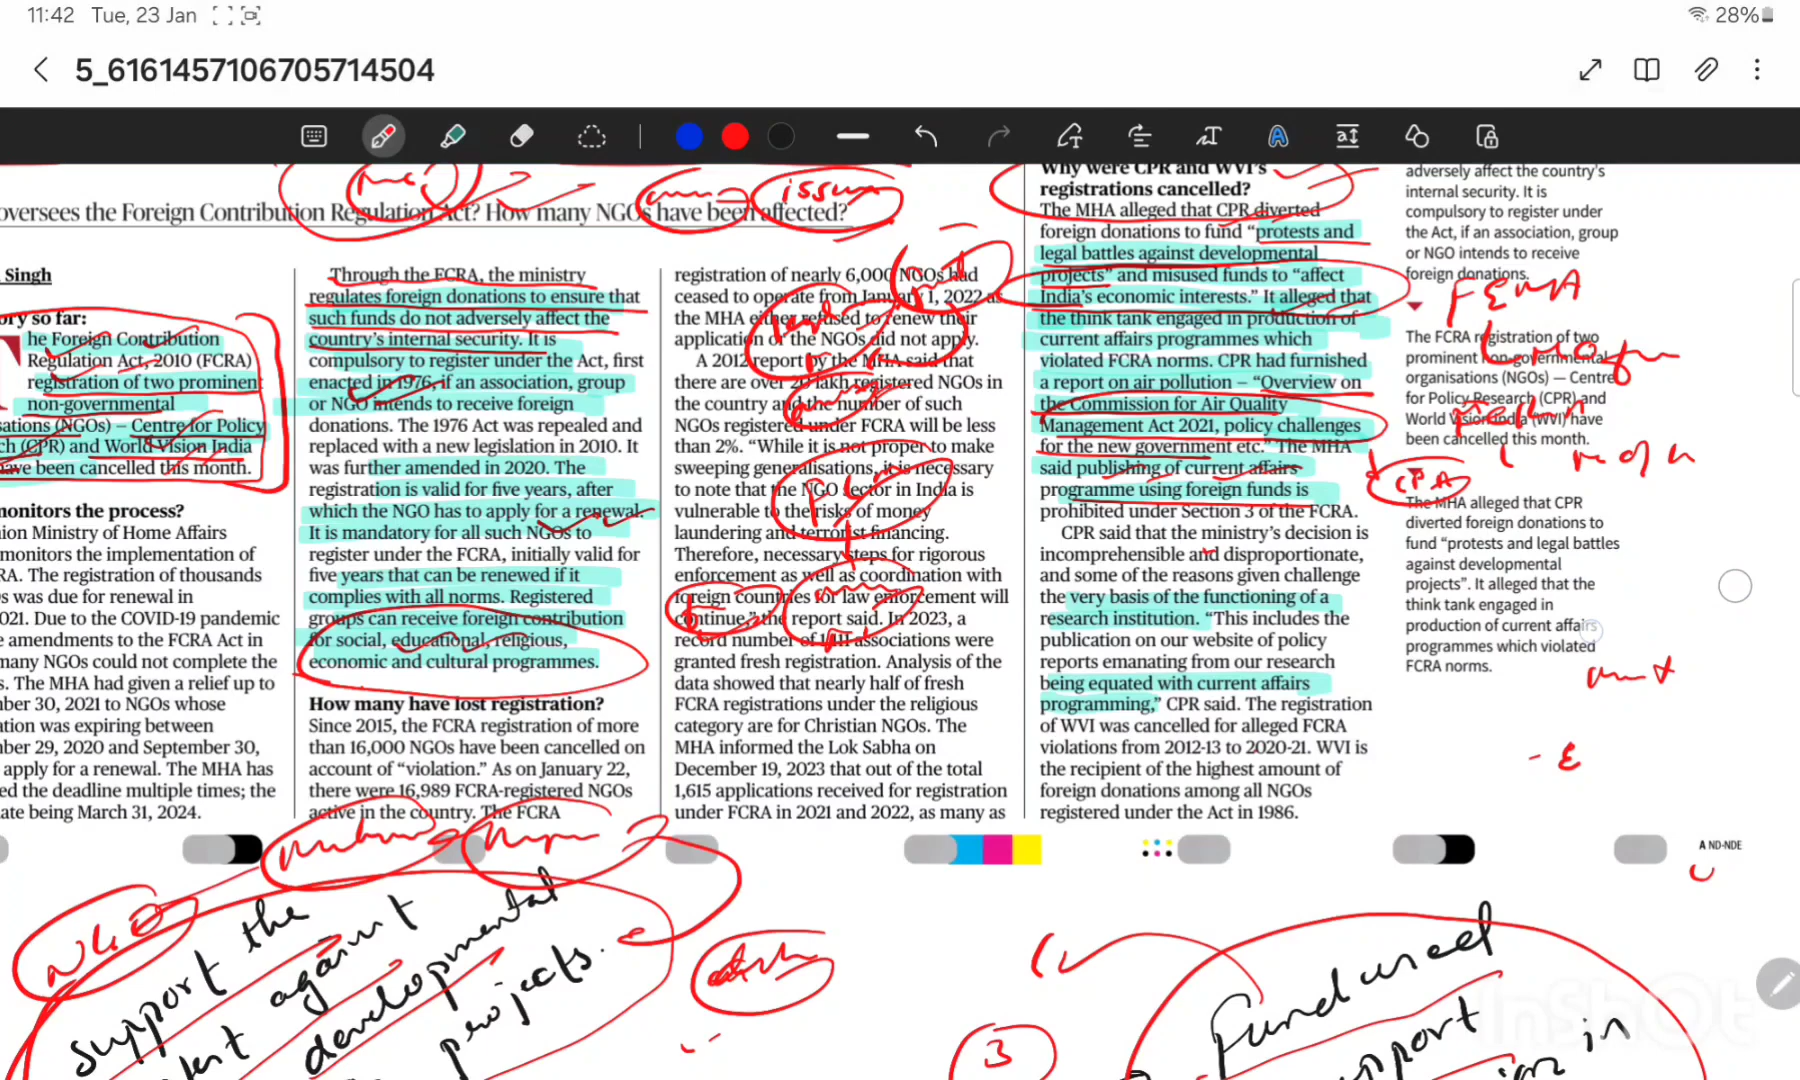 11:42 Tue, 23 Jan
28%
5_6161457106705714504
oversees the Foreign Contribution Regulation Act? How many NGOs have been affected?
issues
Singh
ory so far:
he Foreign Contribution
Regulation Act, 2010 (FCRA)
registration of two prominent
non-governmental
sations (NGOs) — Centre for Policy
ch (CPR) and World Vision India
have been cancelled this month.
monitors the process?
ion Ministry of Home Affairs
monitors the implementation of
RA. The registration of thousands
s was due for renewal in
021. Due to the COVID-19 pandemic
e amendments to the FCRA Act in
many NGOs could not complete the
s. The MHA had given a relief up to
ber 30, 2021 to NGOs whose
ation was expiring between
ber 29, 2020 and September 30,
apply for a renewal. The MHA has
ed the deadline multiple times; the
ate being March 31, 2024.
Through the FCRA, the ministry
regulates foreign donations to ensure that
such funds do not adversely affect the
country's internal security. It is
compulsory to register under the Act, first
enacted in 1976, if an association, group
or NGO intends to receive foreign
donations. The 1976 Act was repealed and
replaced with a new legislation in 2010. It
was further amended in 2020. The
registration is valid for five years, after
which the NGO has to apply for a renewal.
It is mandatory for all such NGOs to
register under the FCRA, initially valid for
five years that can be renewed if it
complies with all norms. Registered
groups can receive foreign contribution
for social, educational, religious,
economic and cultural programmes.
How many have lost registration?
Since 2015, the FCRA registration of more
than 16,000 NGOs have been cancelled on
account of "violation." As on January 22,
there were 16,989 FCRA-registered NGOs
active in the country. The FCRA
registration of nearly 6,000 NGOs had
ceased to operate from January 1, 2022 as
the MHA either refused to renew their
application or the NGOs did not apply.
A 2012 report by the MHA said that
there are over 20 lakh registered NGOs in
the country and the number of such
NGOs registered under FCRA will be less
than 2%. "While it is not proper to make
sweeping generalisations, it is necessary
to note that the NGO sector in India is
vulnerable to the risks of money
laundering and terrorist financing.
Therefore, necessary steps for rigorous
enforcement as well as coordination with
foreign countries for law enforcement will
continue," the report said. In 2023, a
record number of 1,111 associations were
granted fresh registration. Analysis of the
data showed that nearly half of fresh
FCRA registrations under the religious
category are for Christian NGOs. The
MHA informed the Lok Sabha on
December 19, 2023 that out of the total
1,615 applications received for registration
under FCRA in 2021 and 2022, as many as
Why were CPR and WVI's
registrations cancelled?
The MHA alleged that CPR diverted
foreign donations to fund "protests and
legal battles against developmental
projects" and misused funds to "affect
India's economic interests." It alleged that
the think tank engaged in production of
current affairs programmes which
violated FCRA norms. CPR had furnished
a report on air pollution – "Overview on
the Commission for Air Quality
Management Act 2021, policy challenges
for the new government etc." The MHA
said publishing of current affairs
programme using foreign funds is
prohibited under Section 3 of the FCRA.
CPR said that the ministry's decision is
incomprehensible and disproportionate,
and some of the reasons given challenge
the very basis of the functioning of a
research institution. "This includes the
publication on our website of policy
reports emanating from our research
being equated with current affairs
programming," CPR said. The registration
of WVI was cancelled for alleged FCRA
violations from 2012-13 to 2020-21. WVI is
the recipient of the highest amount of
foreign donations among all NGOs
registered under the Act in 1986.
adversely affect the country's
internal security. It is
compulsory to register under
the Act, if an association, group
or NGO intends to receive
foreign donations.
FEMA
The FCRA registration of two
prominent non-governmental
organisations (NGOs) — Centre
for Policy Research (CPR) and
World Vision India (WVI) have
been cancelled this month.
CPA
The MHA alleged that CPR
diverted foreign donations to
fund "protests and legal battles
against developmental
projects". It alleged that the
think tank engaged in
production of current affairs
programmes which violated
FCRA norms.
A ND-NDE
NGO
support the
against
developmental
projects.
3
Fund used
support
in
InShOt